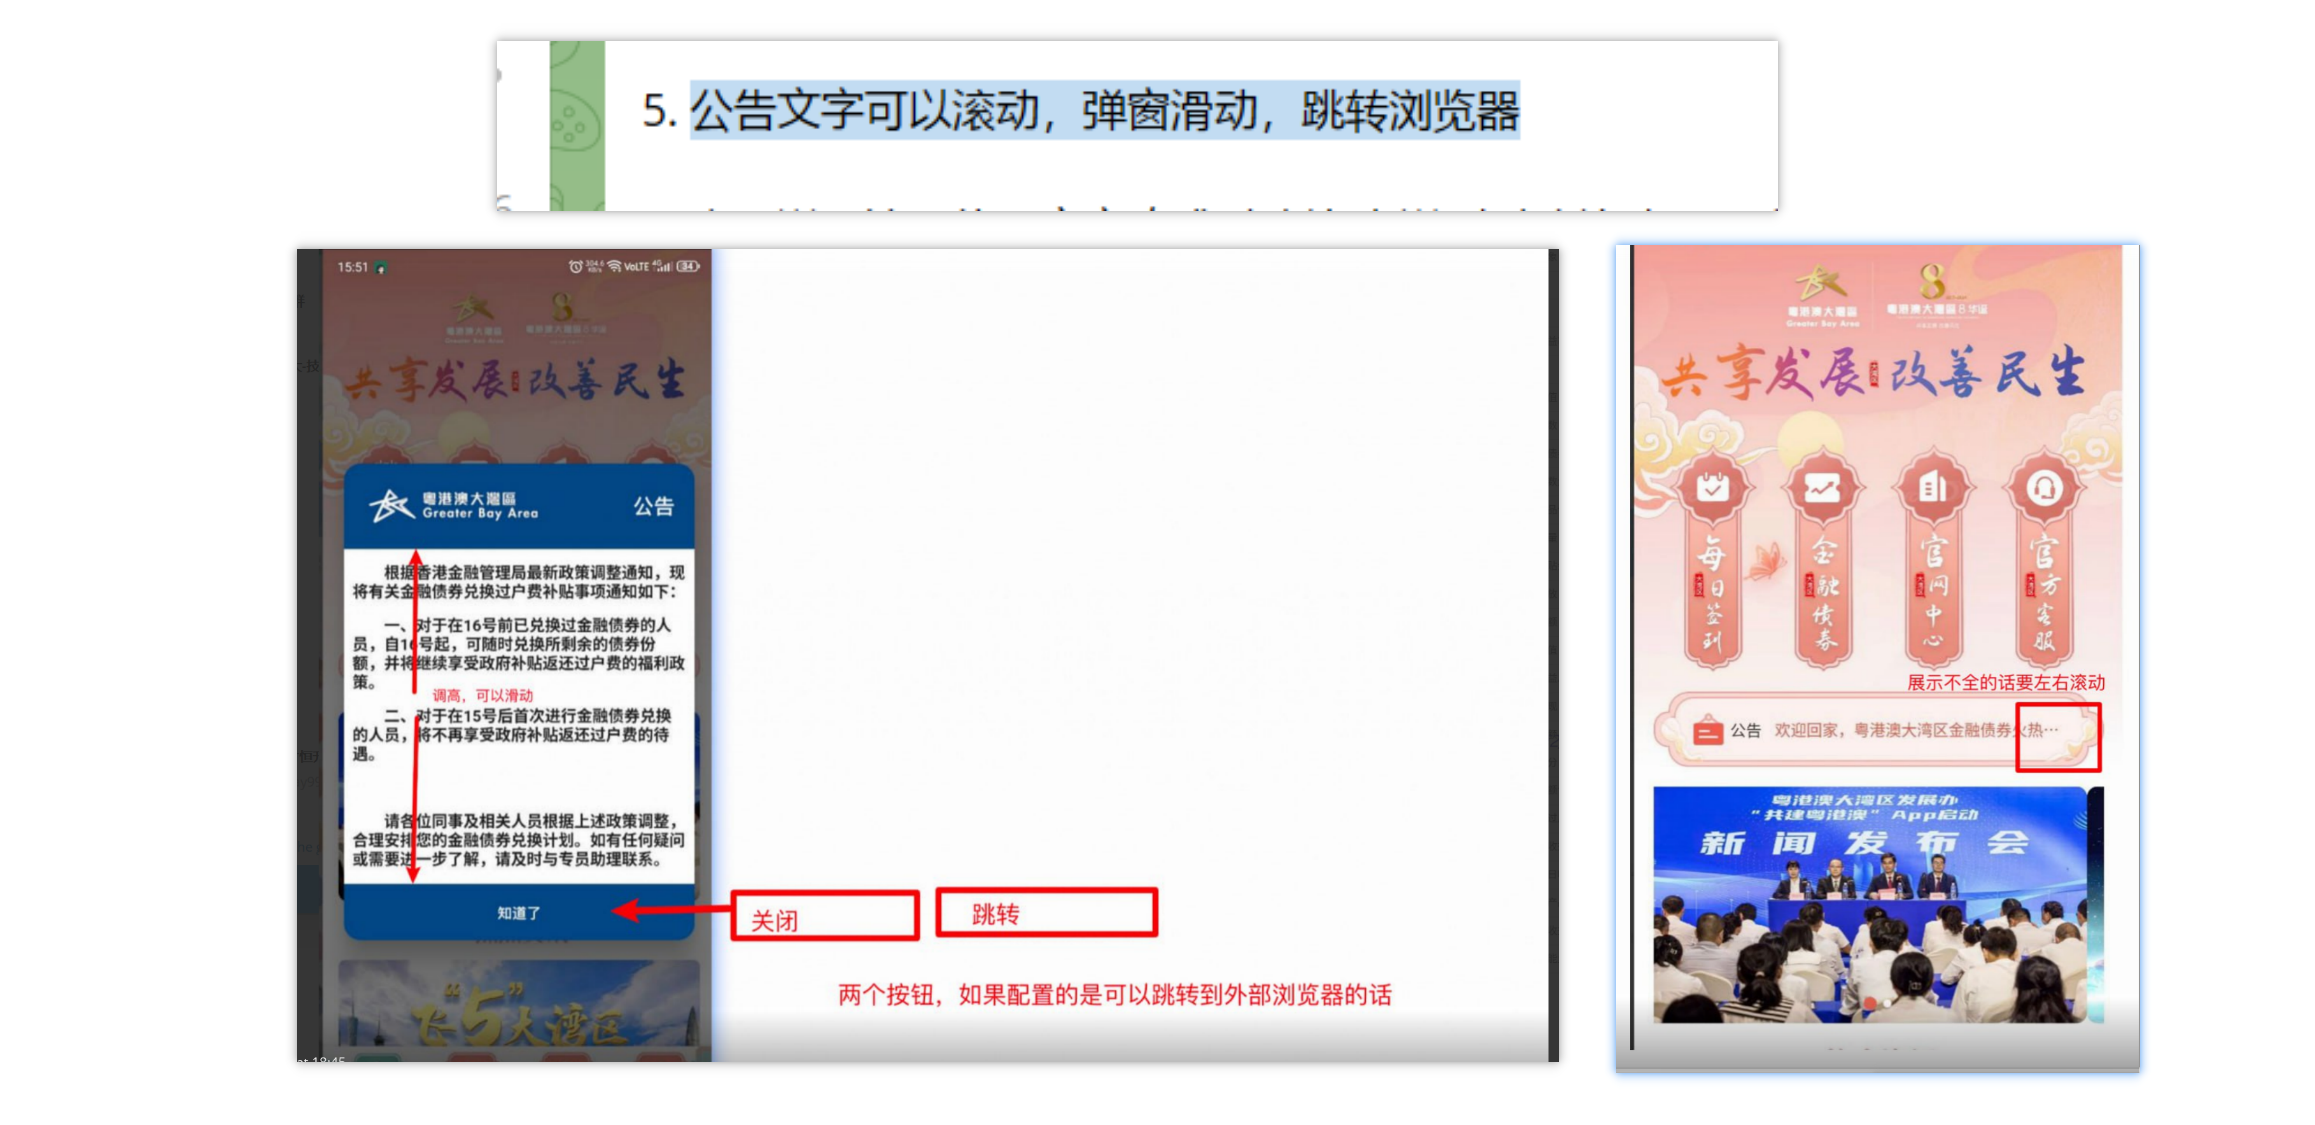 5. 公告文字可以滚动，弹窗滑动，跳转浏览器
15:51
VoLTE
粤港澳大灣區
Greater Bay Area
共享发展 改善民生
粵港澳大灣區
Greater Bay Area
公告
根据香港金融管理局最新政策调整通知，现
将有关金融债券兑换过户费补贴事项通知如下：
一、对于在16号前已兑换过金融债券的人
员，自16号起，可随时兑换所剩余的债券份
额，并将继续享受政府补贴返还过户费的福利政
策。
调高，可以滑动
二、对于在15号后首次进行金融债券兑换
的人员，将不再享受政府补贴返还过户费的待
遇。
请各位同事及相关人员根据上述政策调整，
合理安排您的金融债券兑换计划。如有任何疑问
或需要进一步了解，请及时与专员助理联系。
知道了
关闭
跳转
两个按钮，如果配置的是可以跳转到外部浏览器的话
“飞5”大湾区
粵港澳大灣區
Greater Bay Area
共享发展 改善民生
每日签到
金融债券
官网中心
官方客服
展示不全的话要左右滚动
公告 欢迎回家，粤港澳大湾区金融债券火热…
粤港澳大湾区发展办
“共建粤港澳”App启动
新闻发布会